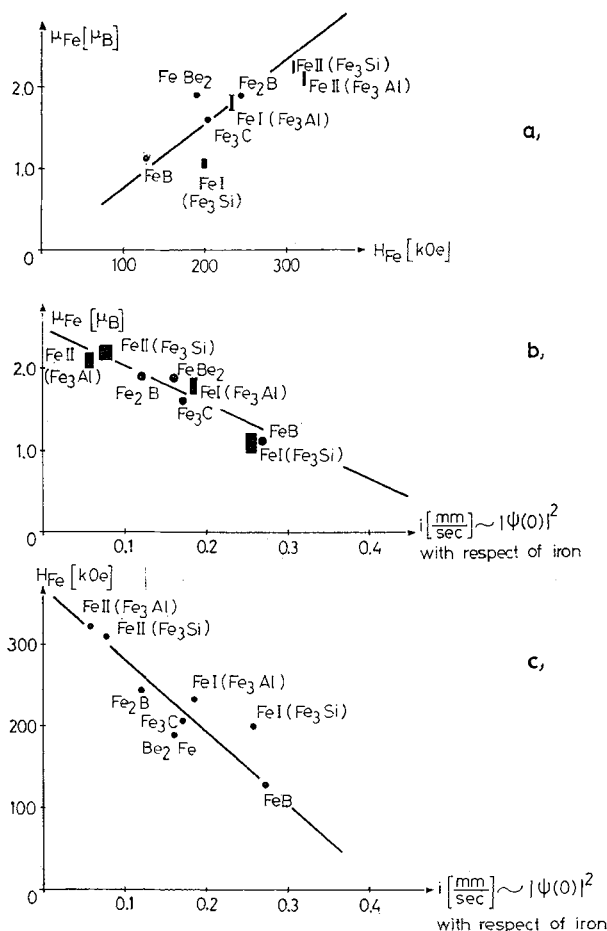 μFe [μB]
FeII (Fe3Si)
FeBe2
Fe2B
FeII (Fe3Al)
2.0
FeI (Fe3Al)
a,
Fe3C
1.0
FeB
FeI
(Fe3Si)
0
100
200
300
HFe [kOe]
μFe [μB]
FeII (Fe3Si)
b,
FeII
(Fe3Al)
2.0
FeBe2
Fe2B
FeI (Fe3Al)
Fe3C
FeB
1.0
FeI (Fe3Si)
0
0.1
0.2
0.3
0.4
i [mm/sec] ~ |ψ(0)|²
with respect of iron
HFe [kOe]
FeII (Fe3Al)
FeII (Fe3Si)
c,
300
FeI (Fe3Al)
Fe2B
FeI (Fe3Si)
Fe3C
200
Be2 Fe
100
FeB
0
0.1
0.2
0.3
0.4
i [mm/sec] ~ |ψ(0)|²
with respect of iron